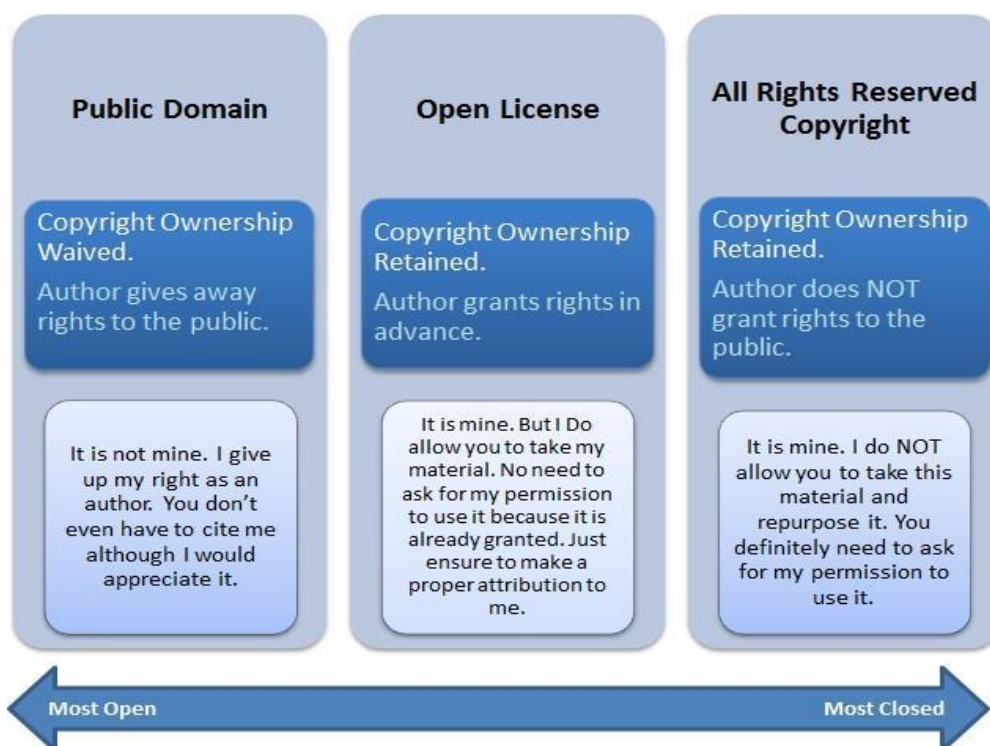 Public Domain
Copyright Ownership
Waived.
Author gives away
rights to the public.
It is not mine. I give
up my right as an
author. You don’t
even have to cite me
although I would
appreciate it.
Open License
Copyright Ownership
Retained.
Author grants rights in
advance.
It is mine. But I Do
allow you to take my
material. No need to
ask for my permission
to use it because it is
already granted. Just
ensure to make a
proper attribution to
me.
All Rights Reserved
Copyright
Copyright Ownership
Retained.
Author does NOT
grant rights to the
public.
It is mine. I do NOT
allow you to take this
material and
repurpose it. You
definitely need to ask
for my permission to
use it.
Most Open
Most Closed